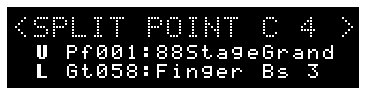 <SPLIT POINT C 4 >
U Pf001:88StageGrand
L Gt058:Finger Bs 3